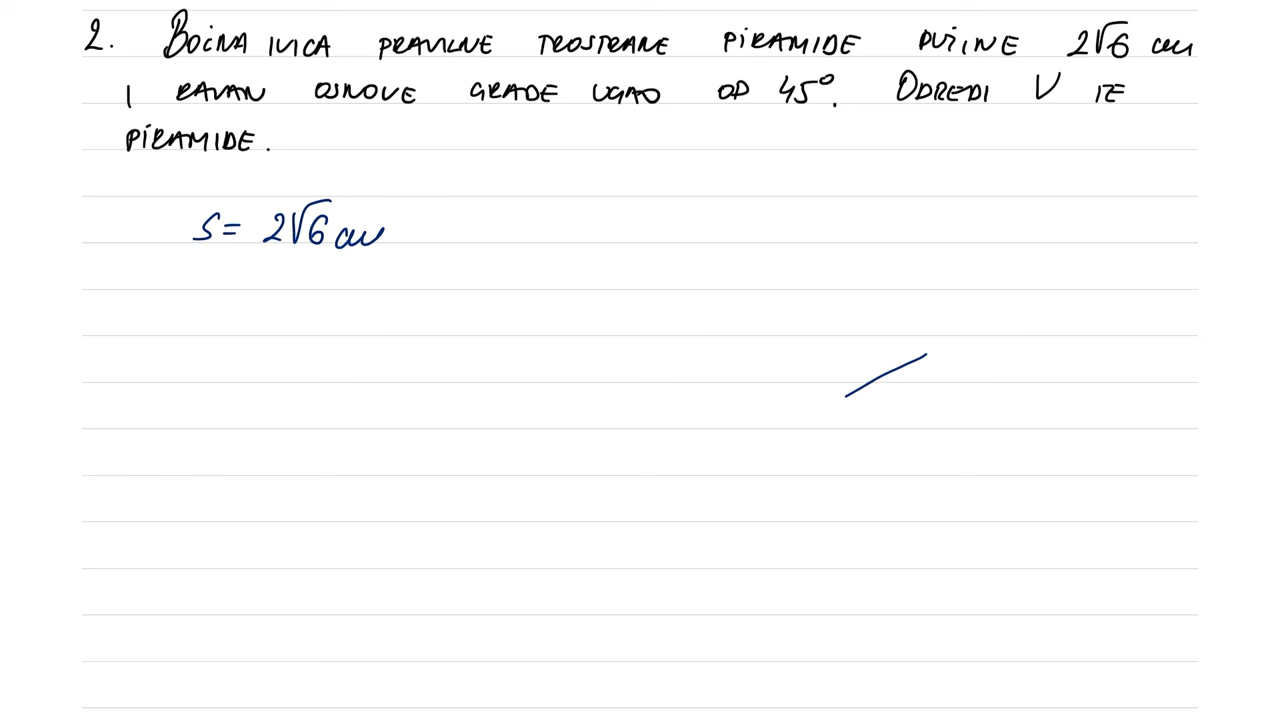 2. BOČNA IVICA PRAVILNE TROSTRANE PIRAMIDE DUŽINE 2√6 cm
I RAVAN OSNOVE GRADE UGAO OD 45°. ODREDI V TE
PIRAMIDE.
s = 2√6 cm